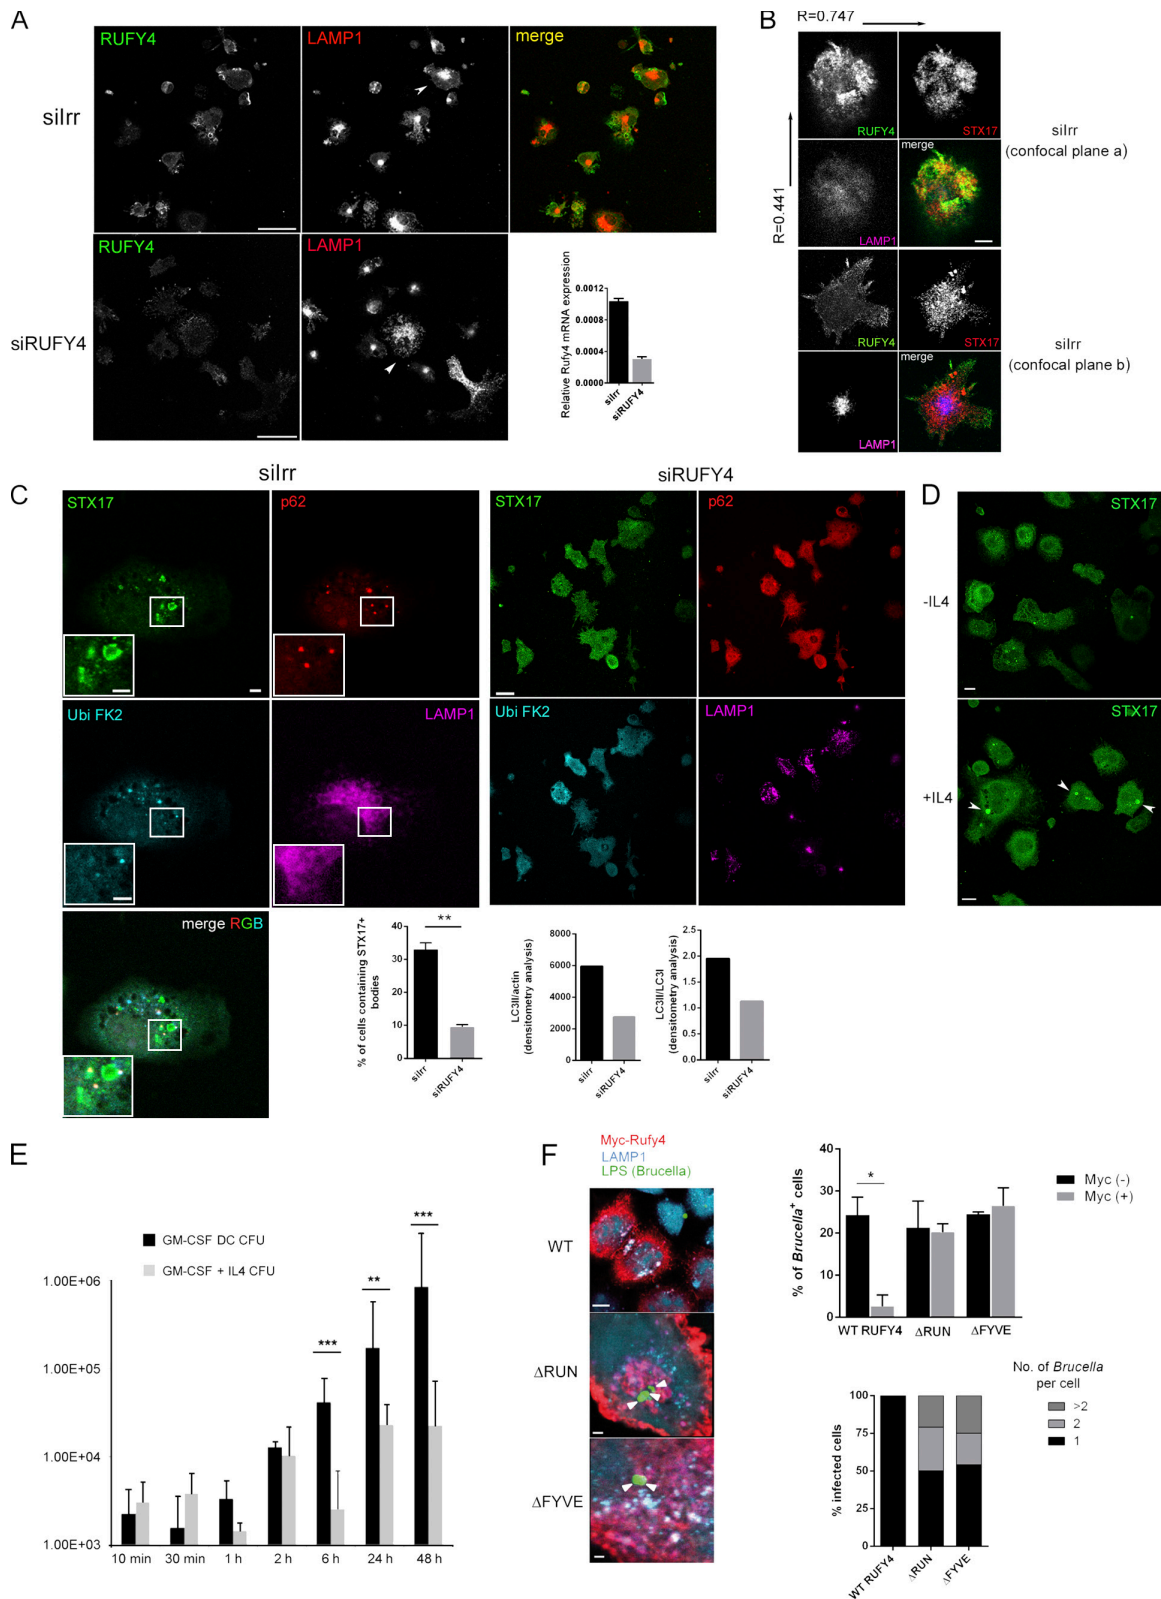 A
RUFY4
LAMP1
merge
siIrr
RUFY4
LAMP1
siRUFY4
Relative Rufy4 mRNA expression
0.0012
0.0008
0.0004
0.0000
siIrr
siRUFY4
B
R=0.747
R=0.441
RUFY4
STX17
LAMP1
merge
siIrr
(confocal plane a)
RUFY4
STX17
LAMP1
merge
siIrr
(confocal plane b)
C
siIrr
siRUFY4
STX17
p62
STX17
p62
Ubi FK2
LAMP1
Ubi FK2
LAMP1
merge RGB
% of cells containing STX17+
bodies
40
30
20
10
0
**
siIrr
siRUFY4
LC3II/actin
(densitometry analysis)
8000
6000
4000
2000
0
siIrr
siRUFY4
LC3II/LC3I
(densitometry analysis)
2.5
2.0
1.5
1.0
0.5
0.0
siIrr
siRUFY4
D
STX17
-IL4
STX17
+IL4
E
GM-CSF DC CFU
GM-CSF + IL4 CFU
1.00E+06
1.00E+05
1.00E+04
1.00E+03
***
**
***
10 min
30 min
1 h
2 h
6 h
24 h
48 h
F
Myc-Rufy4
LAMP1
LPS (Brucella)
WT
ΔRUN
ΔFYVE
% of Brucella+ cells
40
30
20
10
0
*
Myc (-)
Myc (+)
WT RUFY4
ΔRUN
ΔFYVE
No. of Brucella
per cell
>2
2
1
% infected cells
100
75
50
25
0
WT RUFY4
ΔRUN
ΔFYVE